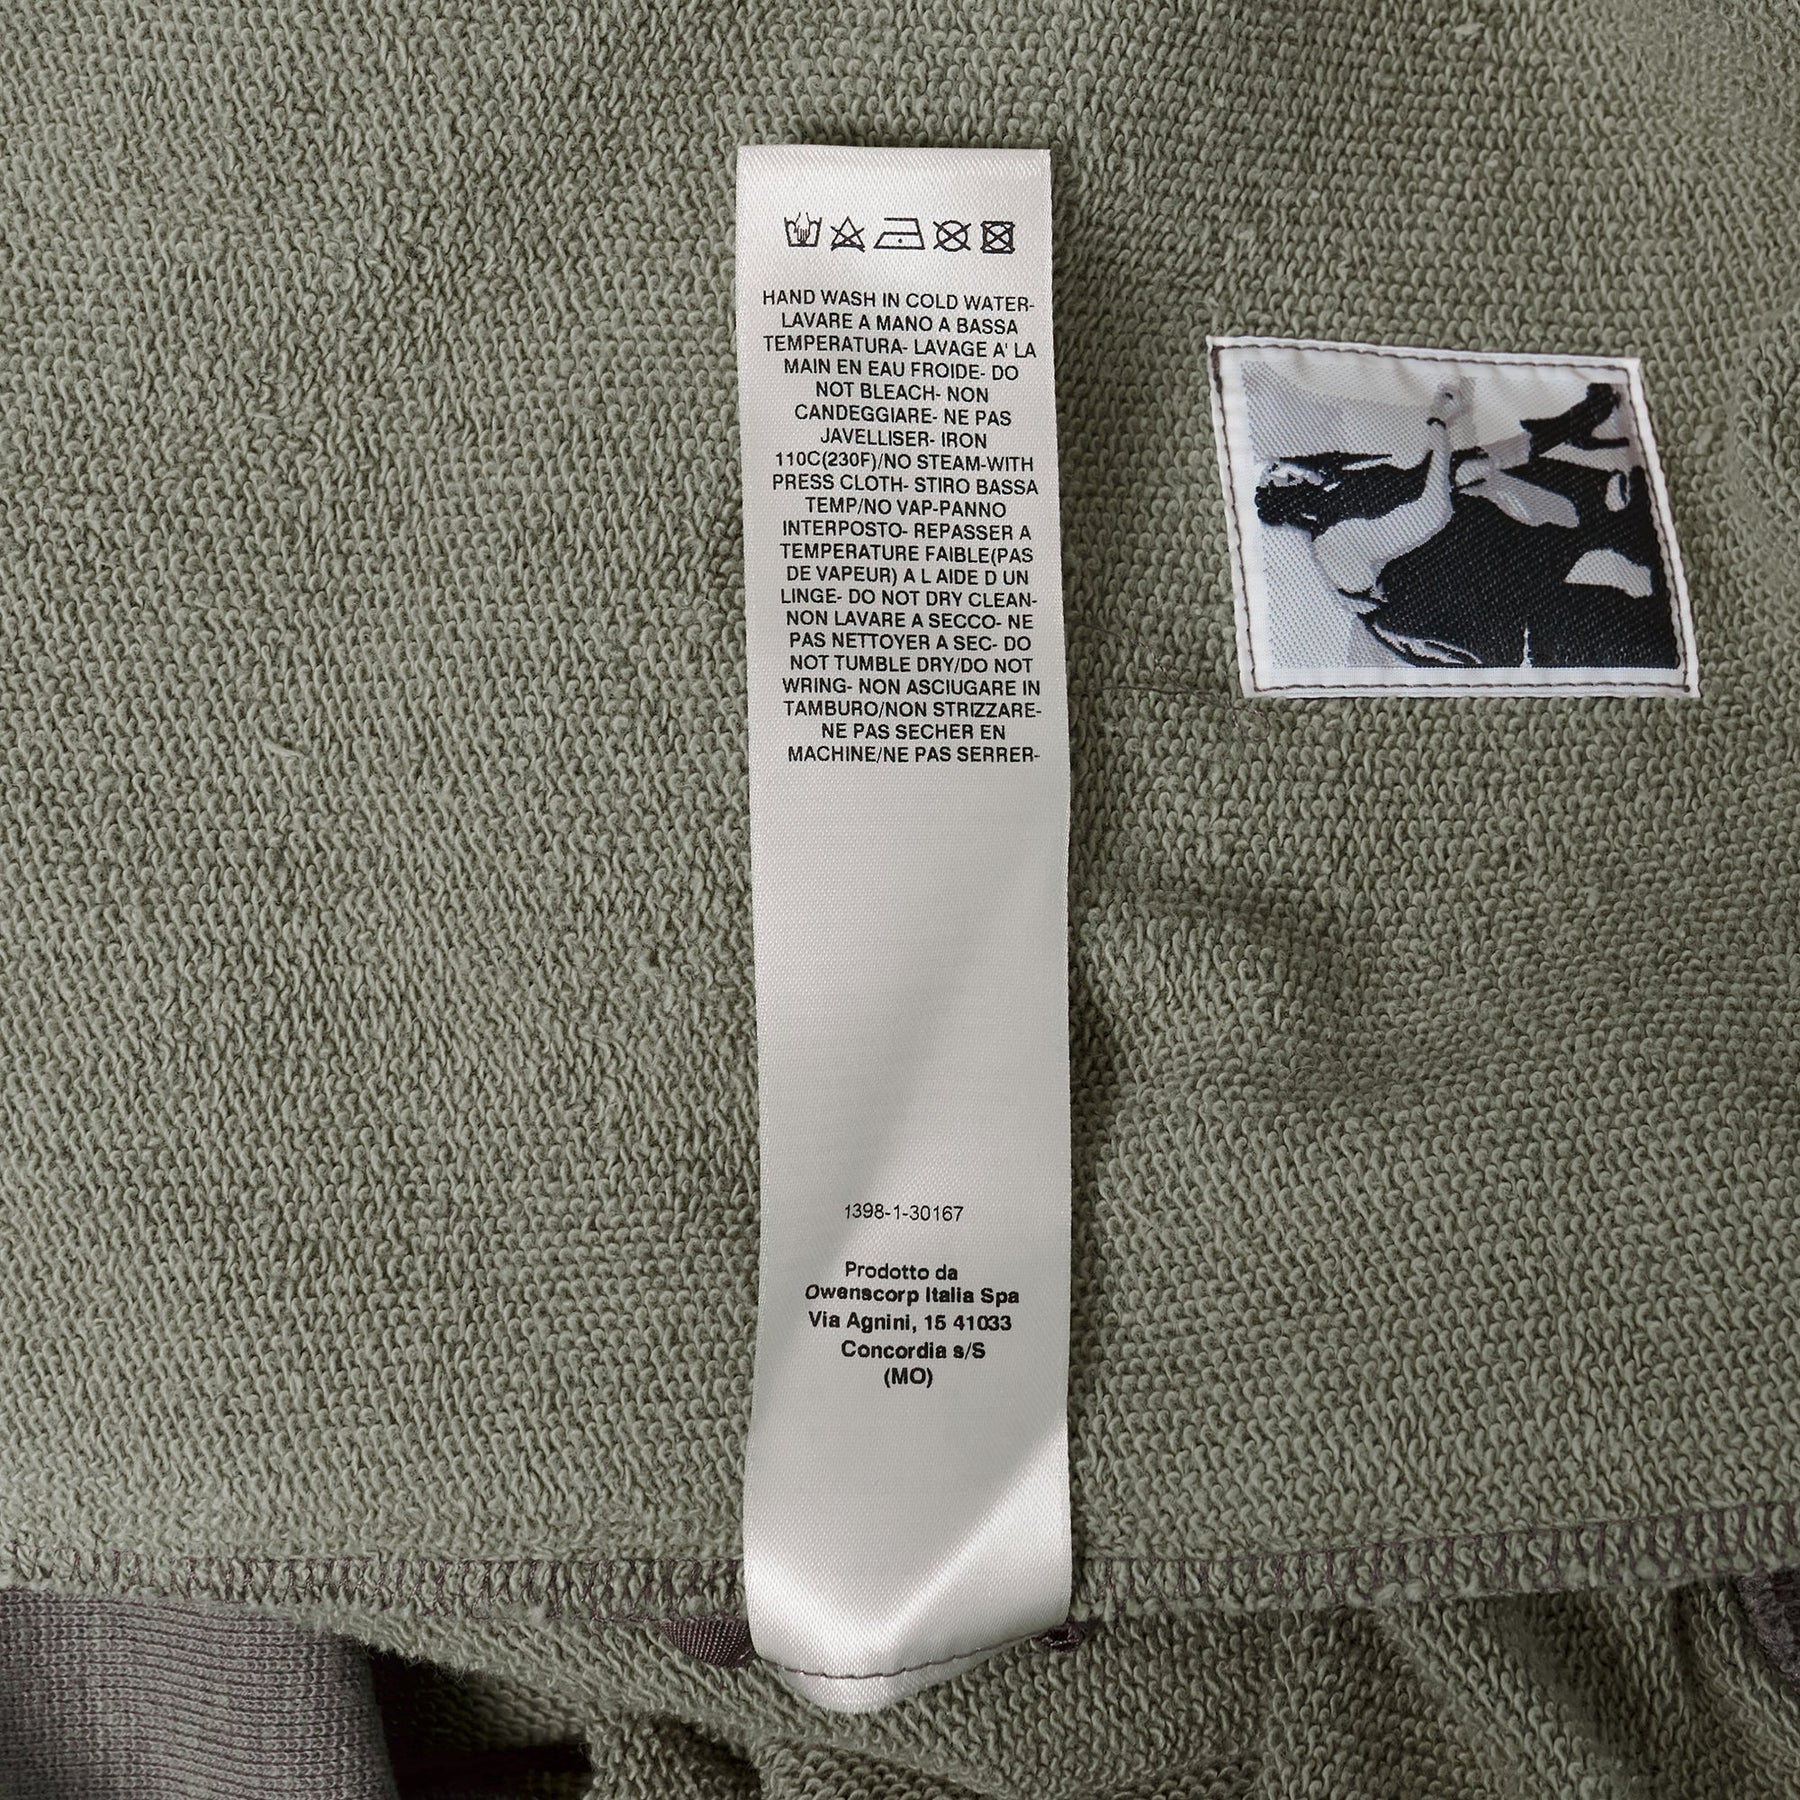 HAND WASH IN COLD WATER-
LAVARE A MANO A BASSA
TEMPERATURA- LAVAGE A' LA
MAIN EN EAU FROIDE- DO
NOT BLEACH- NON
CANDEGGIARE- NE PAS
JAVELLISER- IRON
110C(230F)/NO STEAM-WITH
PRESS CLOTH- STIRO BASSA
TEMP/NO VAP-PANNO
INTERPOSTO- REPASSER A
TEMPERATURE FAIBLE(PAS
DE VAPEUR) A L AIDE D UN
LINGE- DO NOT DRY CLEAN-
NON LAVARE A SECCO- NE
PAS NETTOYER A SEC- DO
NOT TUMBLE DRY/DO NOT
WRING- NON ASCIUGARE IN
TAMBURO/NON STRIZZARE-
NE PAS SECHER EN
MACHINE/NE PAS SERRER-
1398-1-30167
Prodotto da
Owenscorp Italia Spa
Via Agnini, 15 41033
Concordia s/S
(MO)